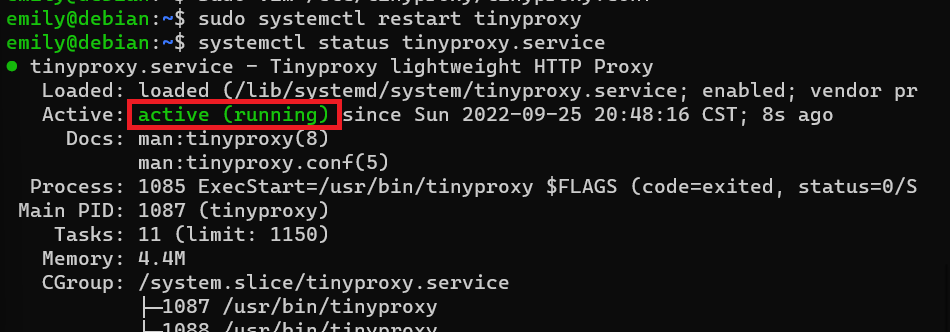 emily@debian:~$ sudo systemctl restart tinyproxy
emily@debian:~$ systemctl status tinyproxy.service
● tinyproxy.service - Tinyproxy lightweight HTTP Proxy
Loaded: loaded (/lib/systemd/system/tinyproxy.service; enabled; vendor pr
Active: active (running) since Sun 2022-09-25 20:48:16 CST; 8s ago
Docs: man:tinyproxy(8)
man:tinyproxy.conf(5)
Process: 1085 ExecStart=/usr/bin/tinyproxy $FLAGS (code=exited, status=0/S
Main PID: 1087 (tinyproxy)
Tasks: 11 (limit: 1150)
Memory: 4.4M
CGroup: /system.slice/tinyproxy.service
├─1087 /usr/bin/tinyproxy
1088 /usr/bin/tinyproxy